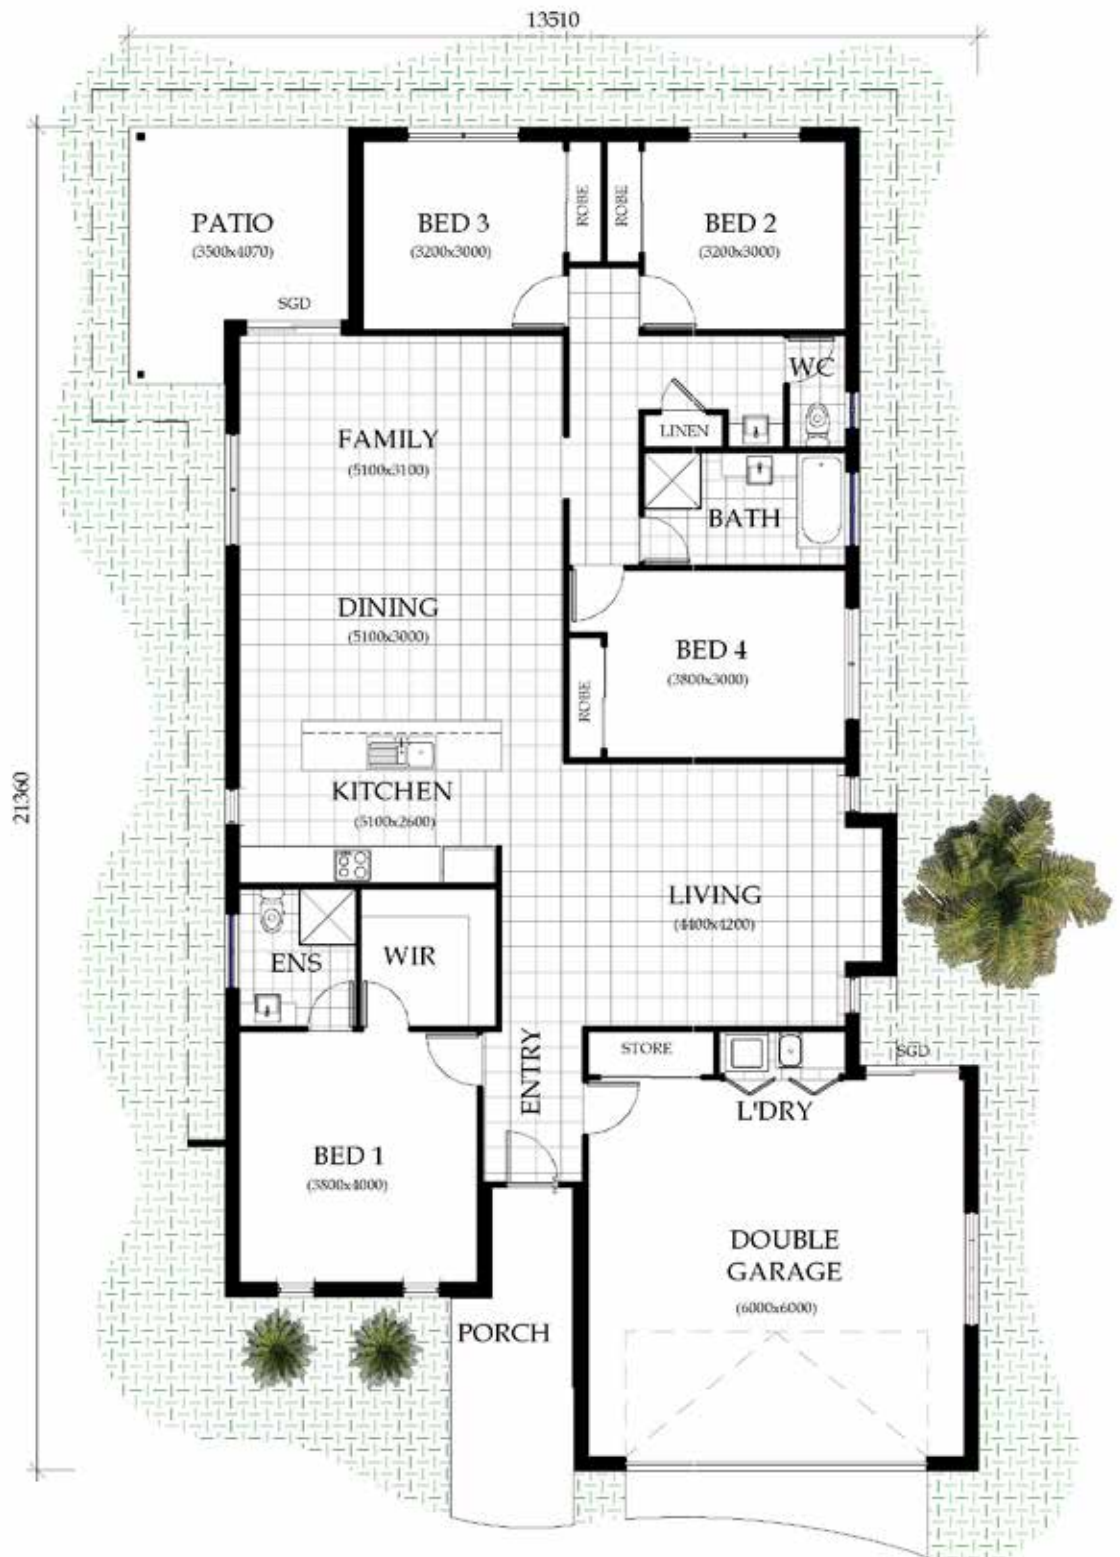 13510
PATIO
(3500x4070)
BED 3
(3200x3000)
ROBE
ROBE
BED 2
(3200x3000)
SGD
WC
FAMILY
(5100x3100)
LINEN
BATH
DINING
(5100x3000)
BED 4
(3800x3000)
ROBE
21360
KITCHEN
(5100x2600)
LIVING
(4400x4200)
ENS
WIR
ENTRY
STORE
SGD
L'DRY
BED 1
(3800x4000)
DOUBLE
GARAGE
(6000x6000)
PORCH